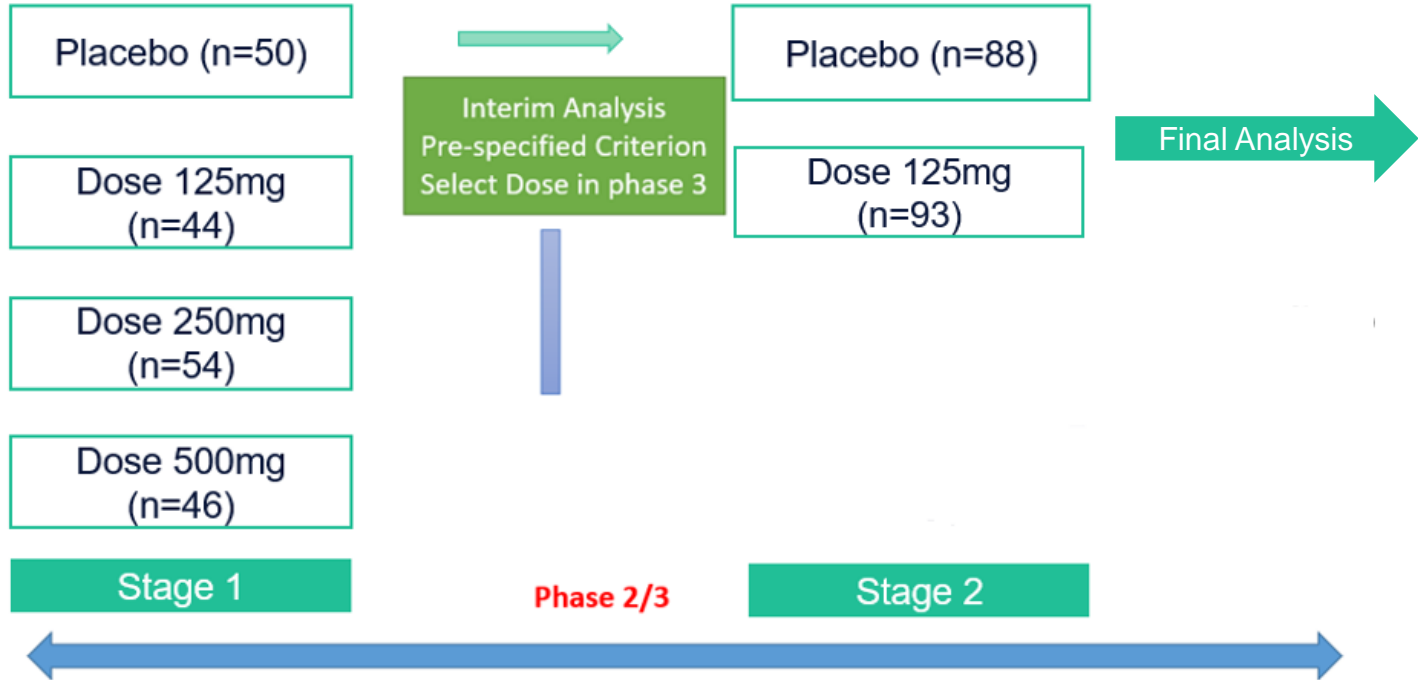 Placebo (n=50)
Interim Analysis
Pre-specified Criterion
Select Dose in phase 3
Placebo (n=88)
Final Analysis
Dose 125mg
(n=44)
Dose 125mg
(n=93)
Dose 250mg
(n=54)
Dose 500mg
(n=46)
Stage 1
Phase 2/3
Stage 2